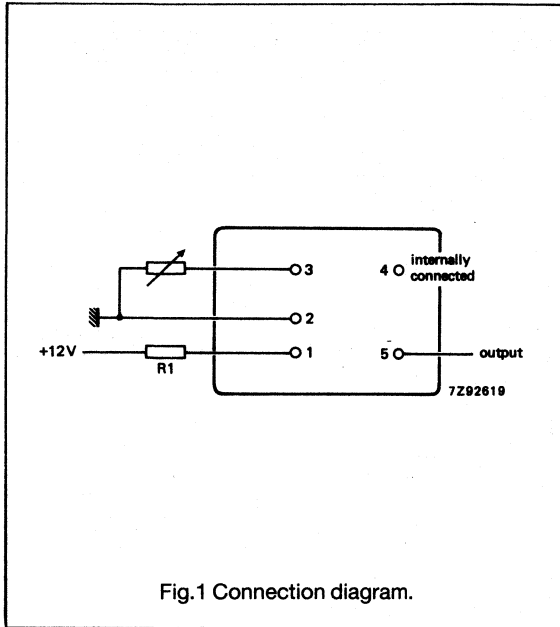 3
4 internally
connected
2
+12V
R1
1
5
output
7Z92619
Fig.1 Connection diagram.